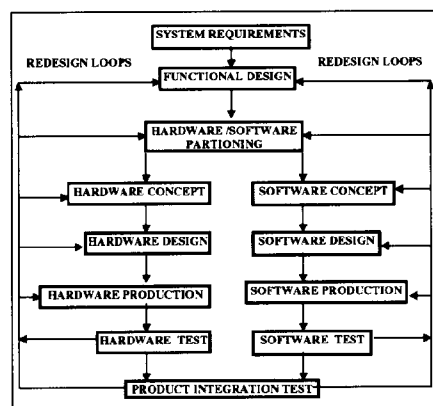 SYSTEM REQUIREMENTS
REDESIGN LOOPS
REDESIGN LOOPS
FUNCTIONAL DESIGN
HARDWARE /SOFTWARE
PARTIONING
HARDWARE CONCEPT
SOFTWARE CONCEPT
HARDWARE DESIGN
SOFTWARE DESIGN
HARDWARE PRODUCTION
SOFTWARE PRODUCTION
HARDWARE TEST
SOFTWARE TEST
PRODUCT INTEGRATION TEST